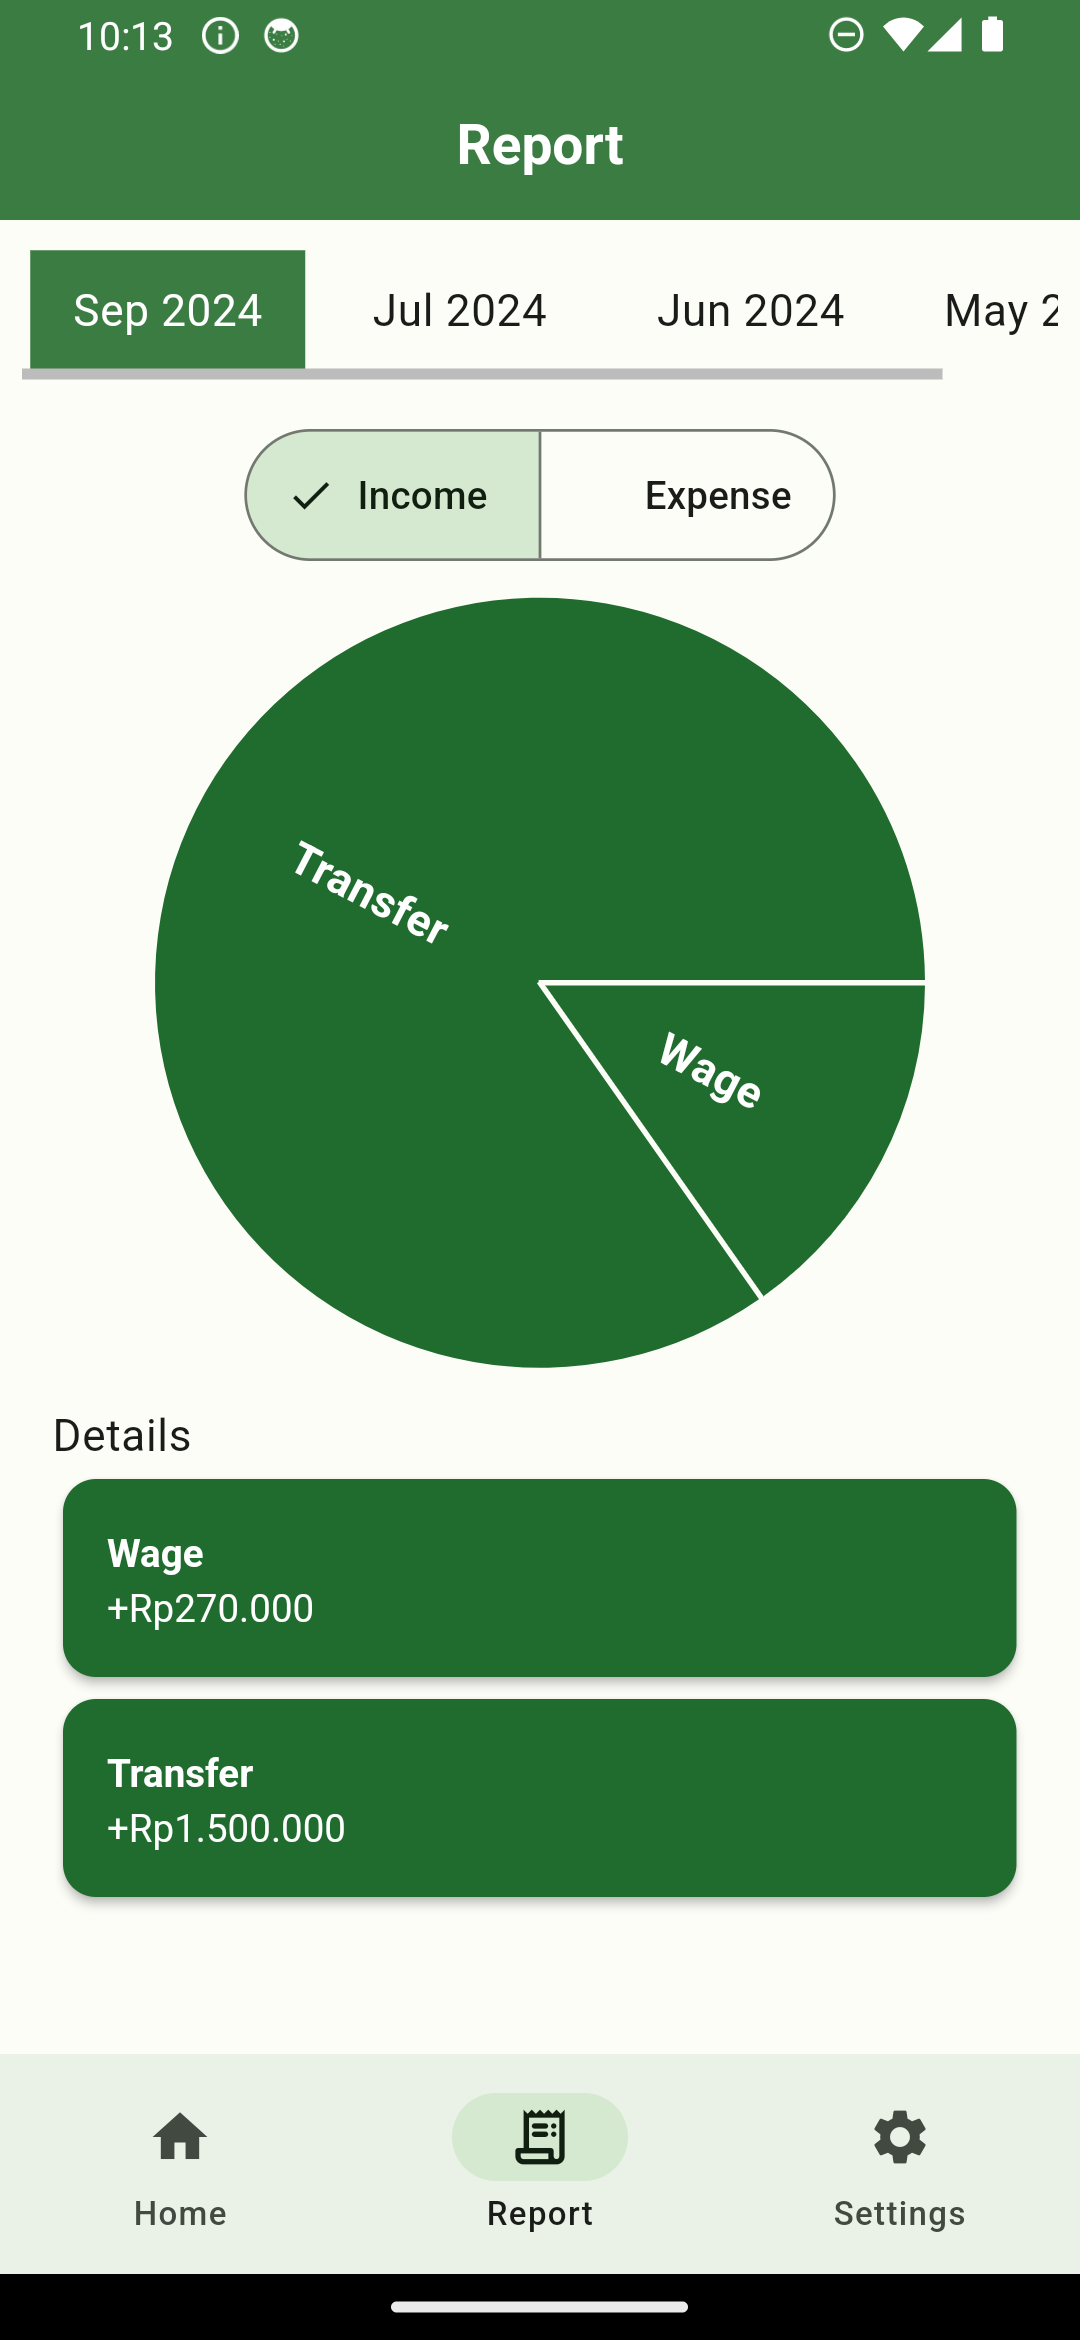 10:13
Report
Sep 2024 Jul 2024 Jun 2024 May 2
Income Expense
Transfer
Wage
Details
Wage
+Rp270.000
Transfer
+Rp1.500.000
Home Report Settings